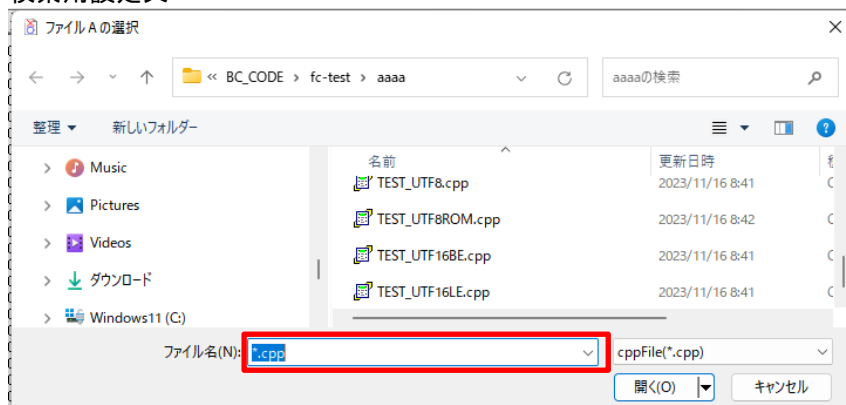 ファイル A の選択
« BC_CODE › fc-test › aaaa
aaaaの検索
整理
新しいフォルダー
名前
更新日時
Music
Pictures
Videos
ダウンロード
Windows11 (C:)
TEST_UTF8.cpp 2023/11/16 8:41
TEST_UTF8ROM.cpp 2023/11/16 8:42
TEST_UTF16BE.cpp 2023/11/16 8:41
TEST_UTF16LE.cpp 2023/11/16 8:41
ファイル名(N): *.cpp
cppFile(*.cpp)
開く(O)
キャンセル